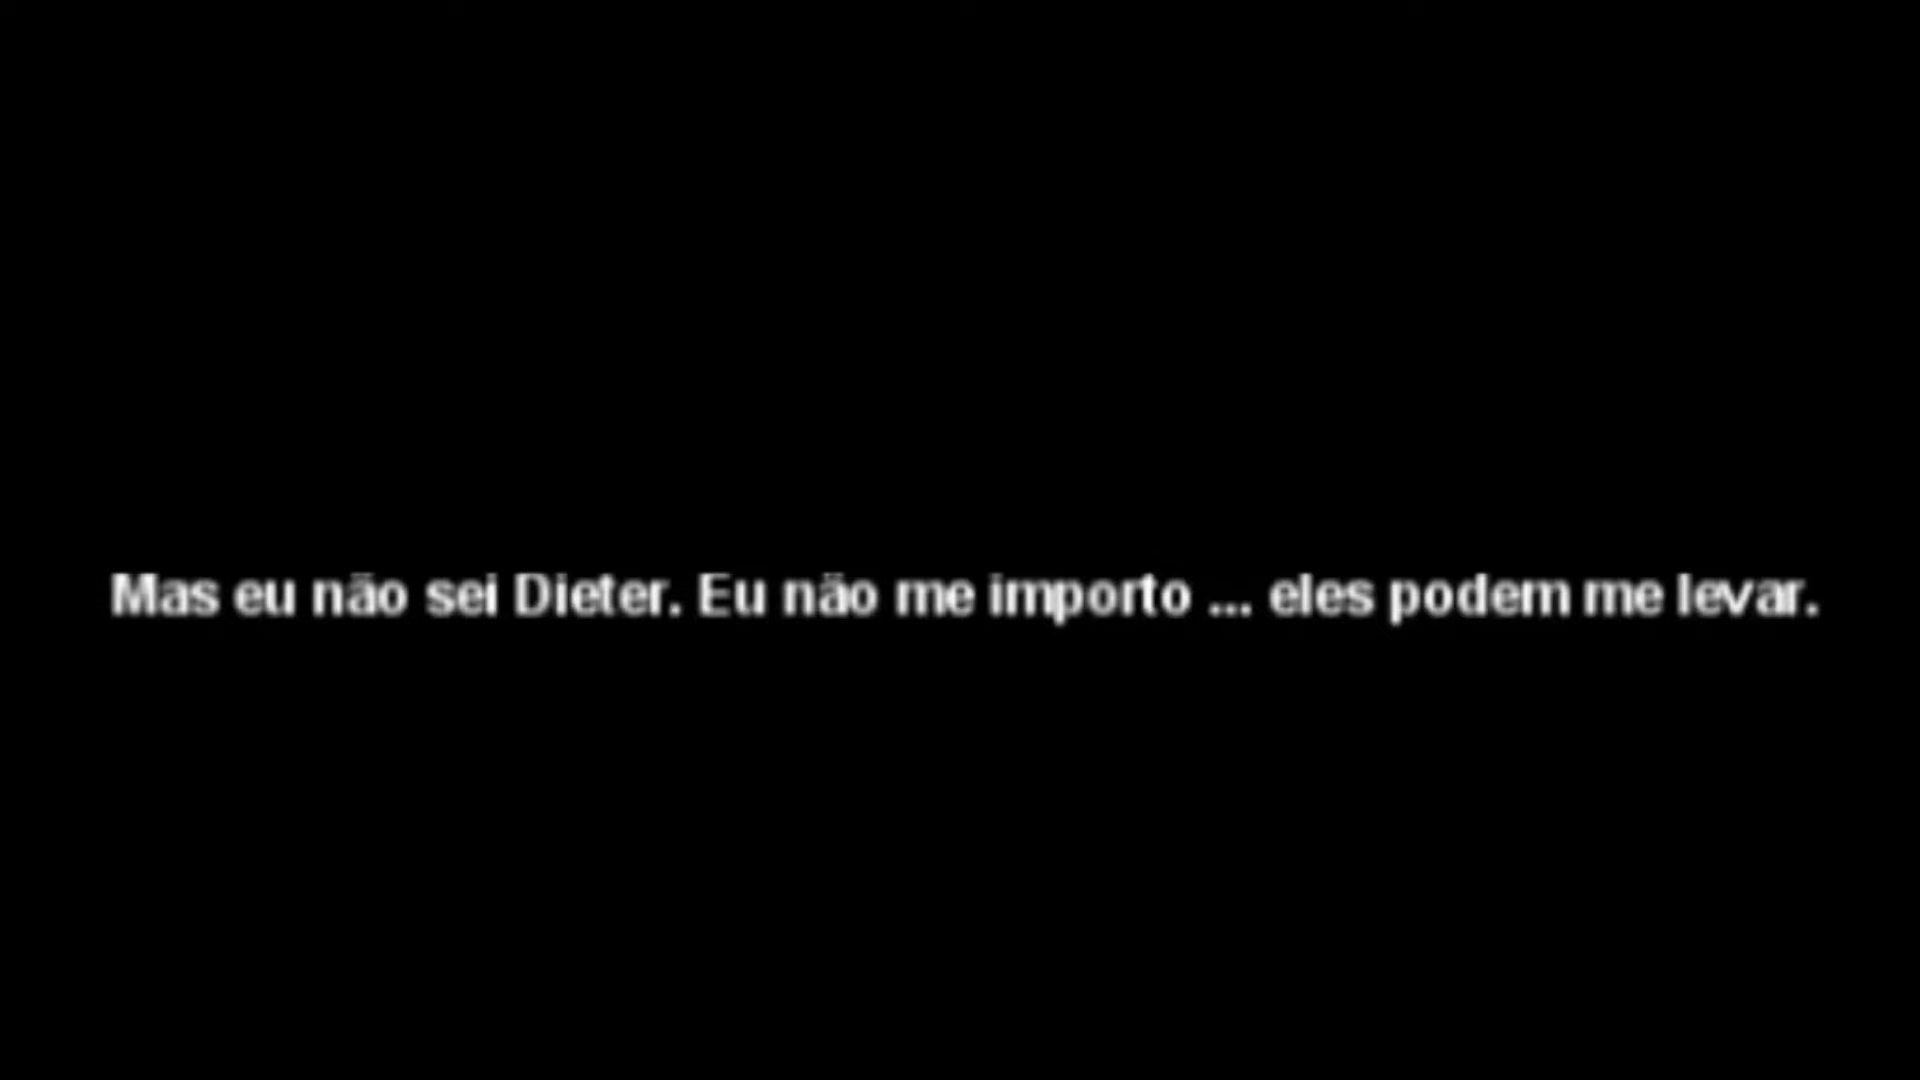 Mas eu não sei Dieter. Eu não me importo ... eles podem me levar.